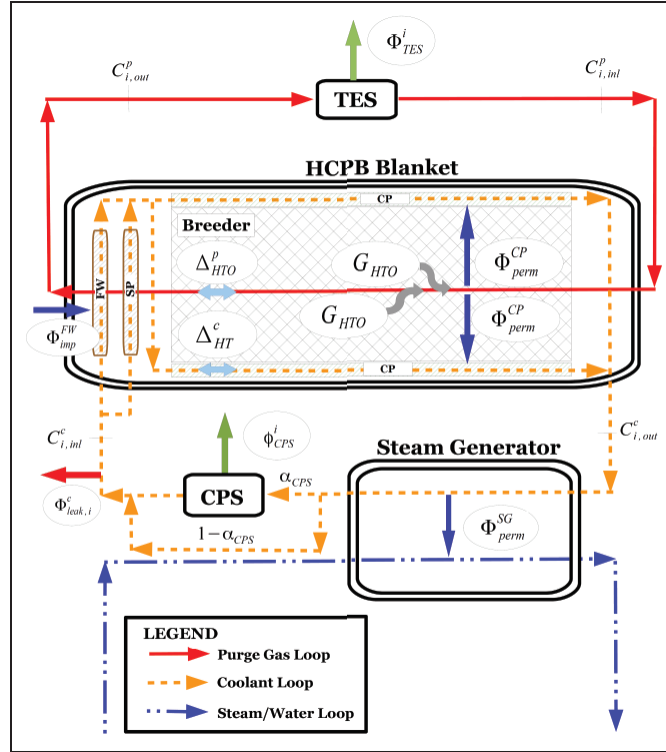 Φ^i_TES
C^p_i,out
C^p_i,inl
TES
HCPB Blanket
CP
Breeder
Δ^p_HTO
G_HTO
Φ^CP_perm
FW
SP
G_HTO
Φ^CP_perm
Φ^FW_imp
Δ^c_HT
CP
C^c_i,inl
C^c_i,out
ϕ^i_CPS
Steam Generator
Φ^c_leak,i
CPS
α_CPS
1−α_CPS
Φ^SG_perm
LEGEND
Purge Gas Loop
Coolant Loop
Steam/Water Loop